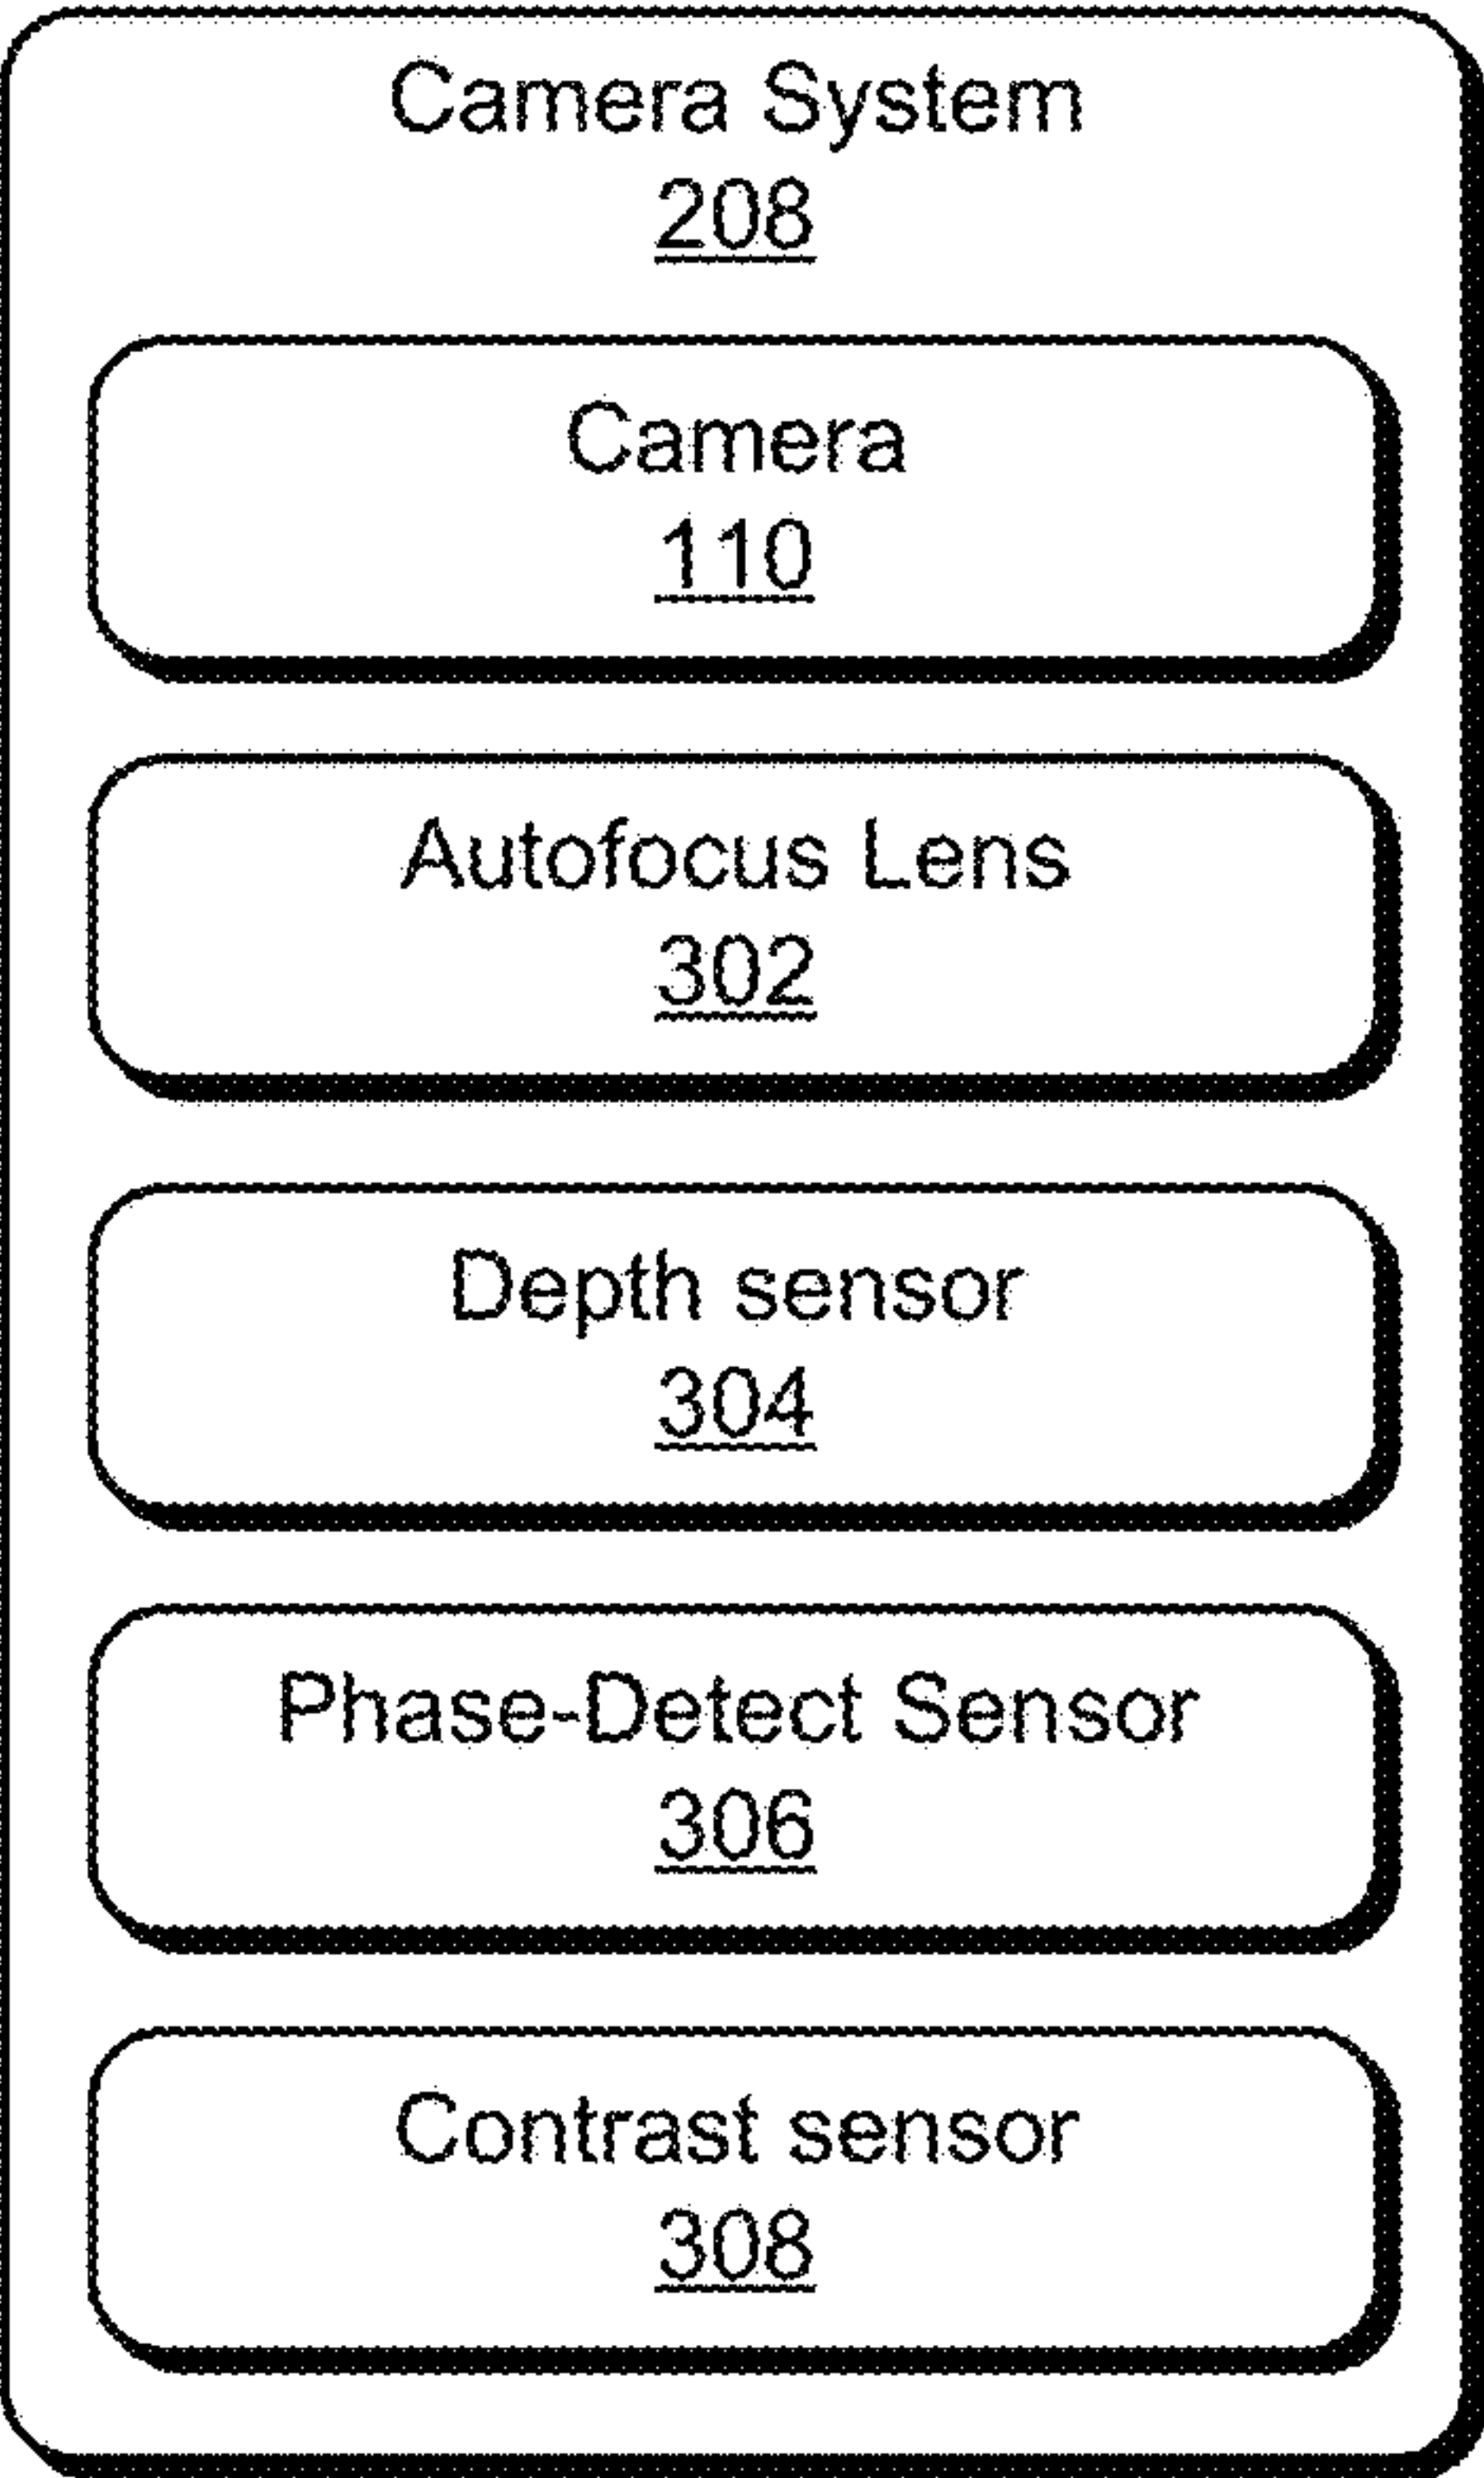 Camera System
208
Camera
110
Autofocus Lens
302
Depth sensor
304
Phase-Detect Sensor
306
Contrast sensor
308